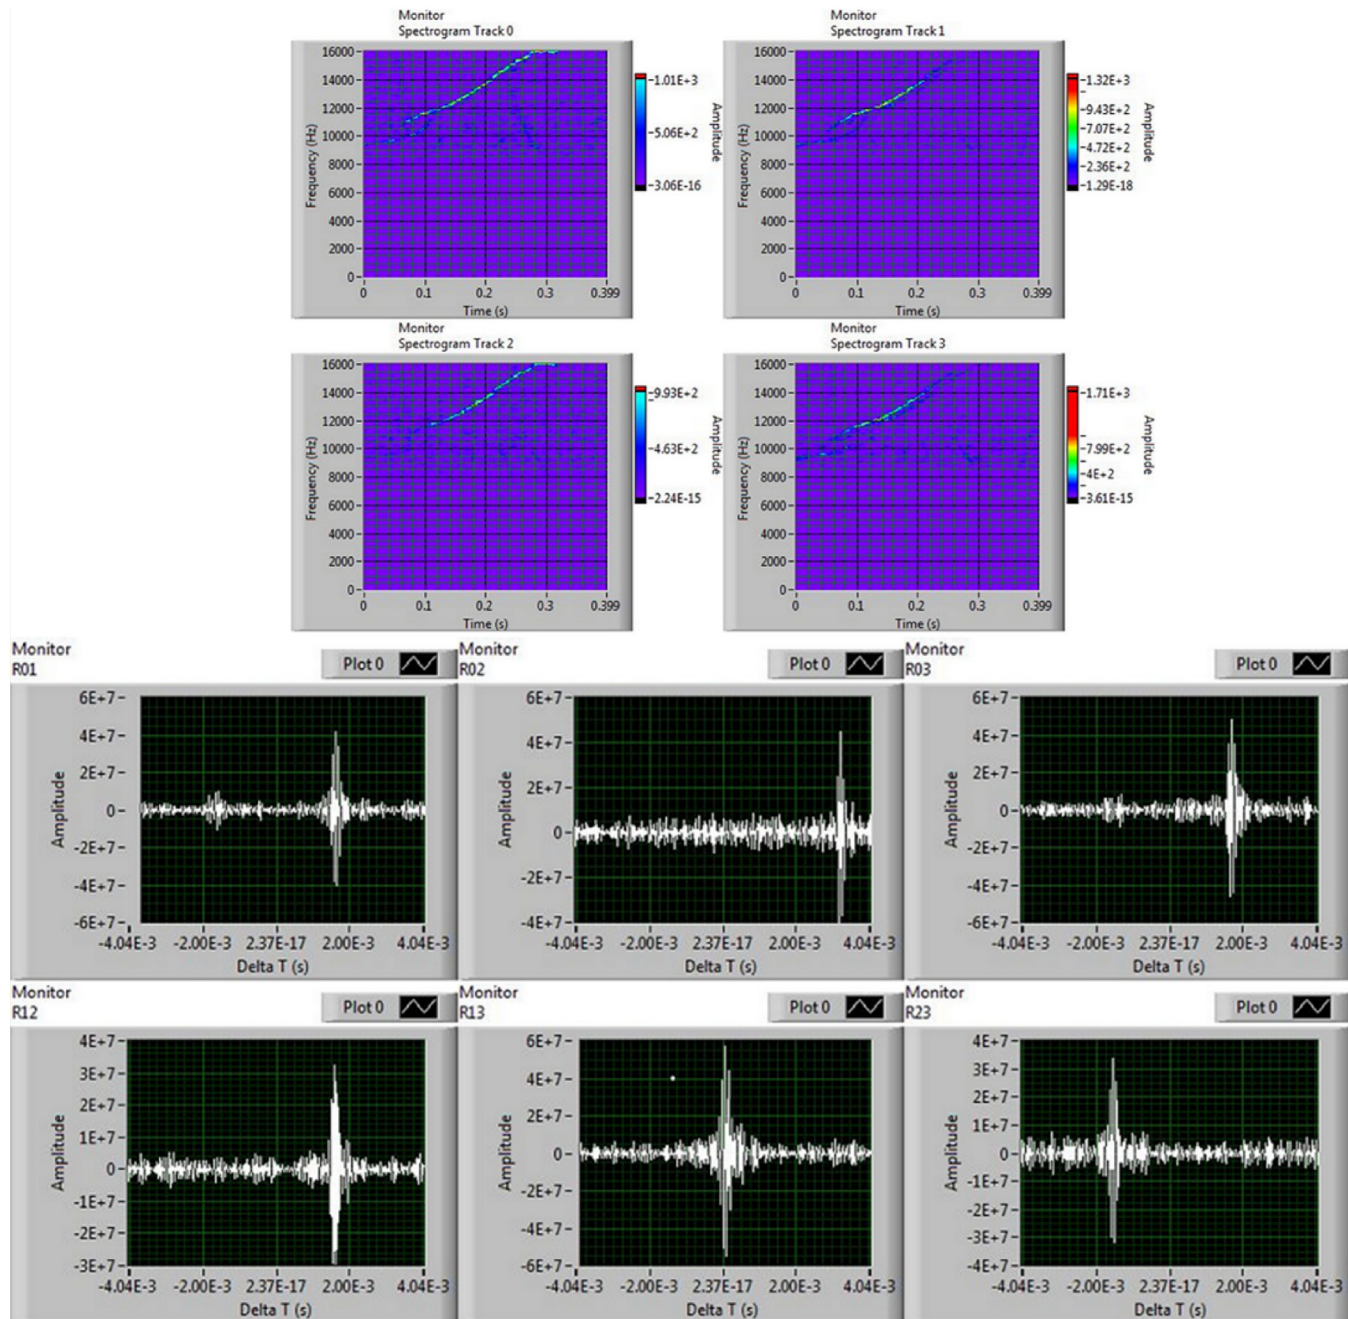 Monitor
Spectrogram Track 0
16000
14000
12000
10000
8000
6000
4000
2000
0
Frequency (Hz)
0 0.1 0.2 0.3 0.399
Time (s)
1.01E+3
5.06E+2
3.06E-16
Amplitude
Monitor
Spectrogram Track 1
16000
14000
12000
10000
8000
6000
4000
2000
0
Frequency (Hz)
0 0.1 0.2 0.3 0.399
Time (s)
1.32E+3
9.43E+2
7.07E+2
4.72E+2
2.36E+2
1.29E-18
Amplitude
Monitor
Spectrogram Track 2
16000
14000
12000
10000
8000
6000
4000
2000
0
Frequency (Hz)
0 0.1 0.2 0.3 0.399
Time (s)
9.93E+2
4.63E+2
2.24E-15
Amplitude
Monitor
Spectrogram Track 3
16000
14000
12000
10000
8000
6000
4000
2000
0
Frequency (Hz)
0 0.1 0.2 0.3 0.399
Time (s)
1.71E+3
7.99E+2
4E+2
3.61E-15
Amplitude
Monitor
R01
Plot 0
6E+7
4E+7
2E+7
0
-2E+7
-4E+7
-6E+7
Amplitude
-4.04E-3 -2.00E-3 2.37E-17 2.00E-3 4.04E-3
Delta T (s)
Monitor
R02
Plot 0
6E+7
4E+7
2E+7
0
-2E+7
-4E+7
Amplitude
-4.04E-3 -2.00E-3 2.37E-17 2.00E-3 4.04E-3
Delta T (s)
Monitor
R03
Plot 0
6E+7
4E+7
2E+7
0
-2E+7
-4E+7
-6E+7
Amplitude
-4.04E-3 -2.00E-3 2.37E-17 2.00E-3 4.04E-3
Delta T (s)
Monitor
R12
Plot 0
4E+7
3E+7
2E+7
1E+7
0
-1E+7
-2E+7
-3E+7
Amplitude
-4.04E-3 -2.00E-3 2.37E-17 2.00E-3 4.04E-3
Delta T (s)
Monitor
R13
Plot 0
6E+7
4E+7
2E+7
0
-2E+7
-4E+7
-6E+7
Amplitude
-4.04E-3 -2.00E-3 2.37E-17 2.00E-3 4.04E-3
Delta T (s)
Monitor
R23
Plot 0
4E+7
3E+7
2E+7
1E+7
0
-1E+7
-2E+7
-3E+7
-4E+7
Amplitude
-4.04E-3 -2.00E-3 2.37E-17 2.00E-3 4.04E-3
Delta T (s)